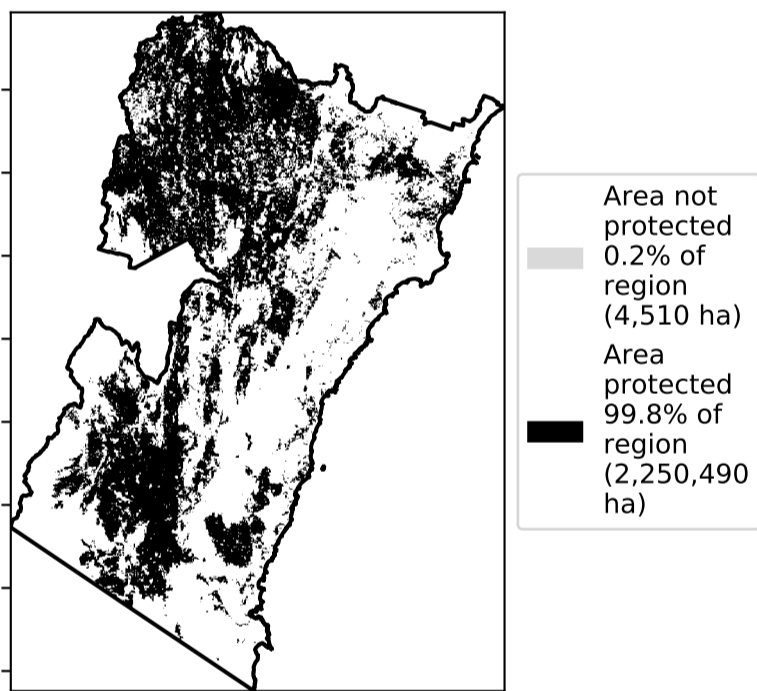 Area not
protected
0.2% of
region
(4,510 ha)
Area
protected
99.8% of
region
(2,250,490
ha)